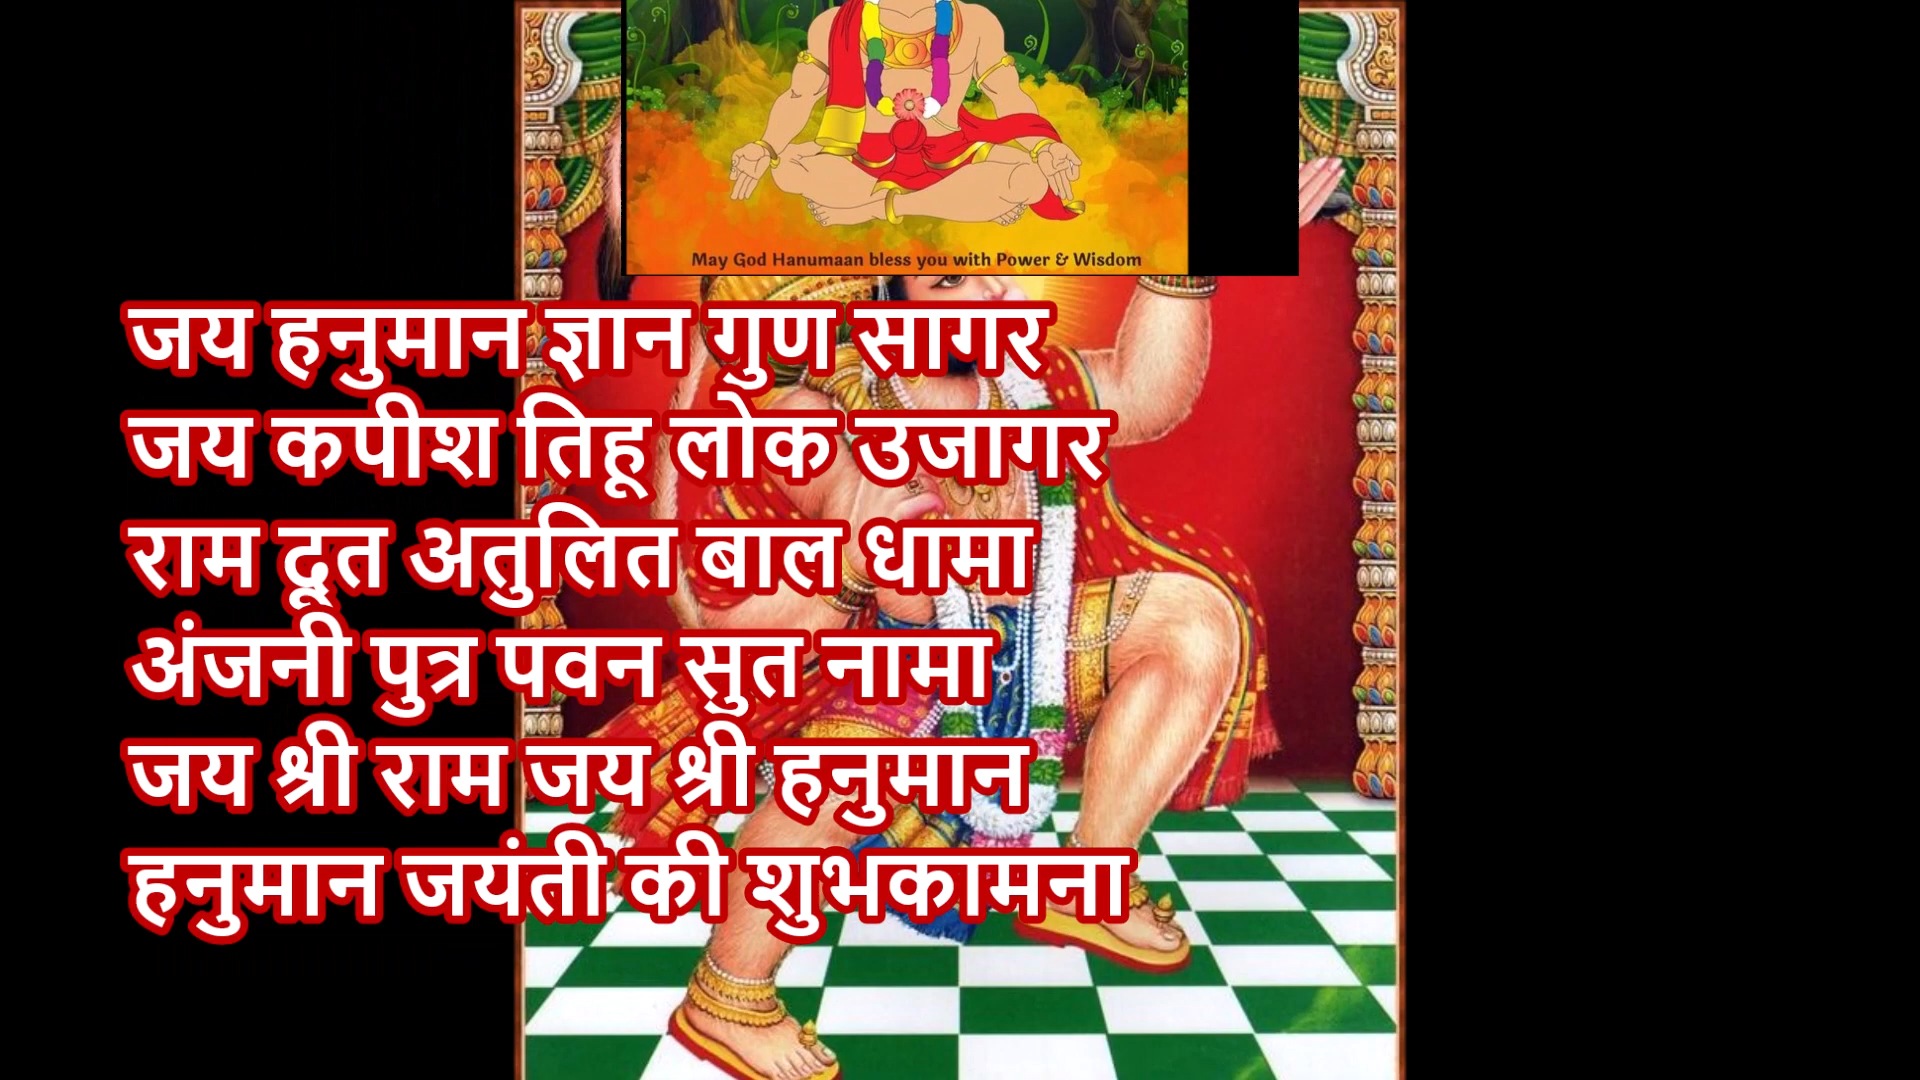 May God Hanumaan bless you with Power & Wisdom
जय हनुमान ज्ञान गुण सागर
जय कपीश तिहू लोक उजागर
राम दूत अतुलित बाल धामा
अंजनी पुत्र पवन सुत नामा
जय श्री राम जय श्री हनुमान
हनुमान जयंती की शुभकामना